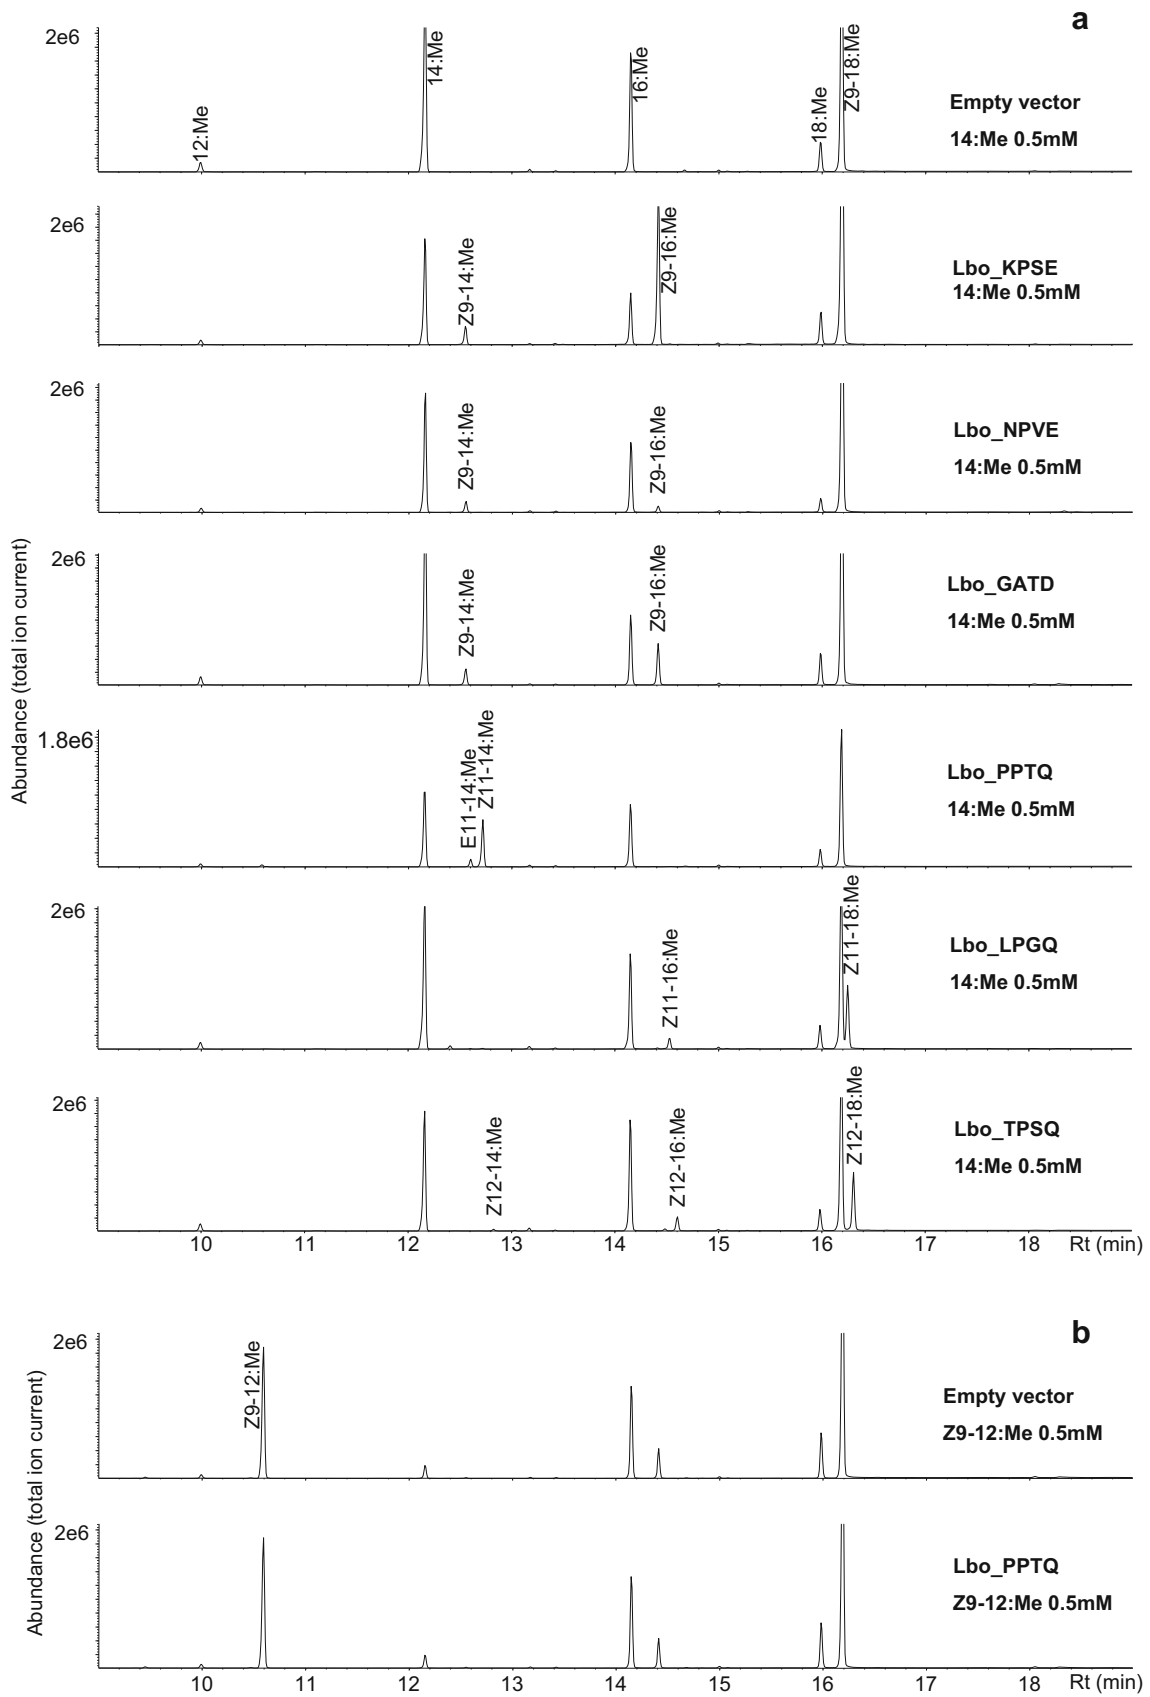 a
2e6
12:Me
14:Me
16:Me
18:Me
Z9-18:Me
Empty vector
14:Me 0.5mM
2e6
Z9-14:Me
Z9-16:Me
Lbo_KPSE
14:Me 0.5mM
2e6
Z9-14:Me
Z9-16:Me
Lbo_NPVE
14:Me 0.5mM
Abundance (total ion current)
2e6
Z9-14:Me
Z9-16:Me
Lbo_GATD
14:Me 0.5mM
1.8e6
E11-14:Me
Z11-14:Me
Lbo_PPTQ
14:Me 0.5mM
2e6
Z11-16:Me
Z11-18:Me
Lbo_LPGQ
14:Me 0.5mM
2e6
Z12-14:Me
Z12-16:Me
Z12-18:Me
Lbo_TPSQ
14:Me 0.5mM
10 11 12 13 14 15 16 17 18 Rt (min)
b
2e6
Z9-12:Me
Empty vector
Z9-12:Me 0.5mM
Abundance (total ion current)
2e6
Lbo_PPTQ
Z9-12:Me 0.5mM
10 11 12 13 14 15 16 17 18 Rt (min)